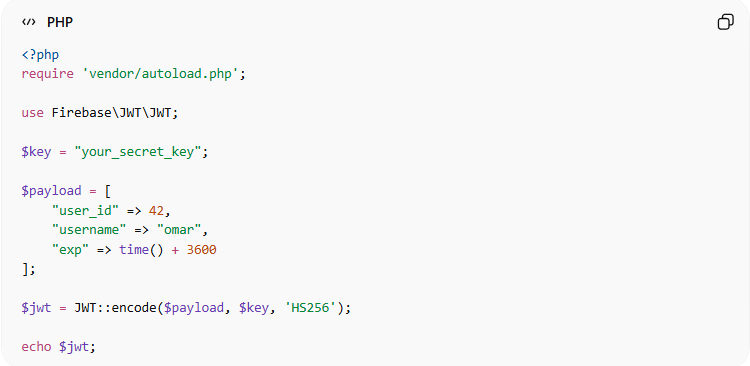 PHP
<?php
require 'vendor/autoload.php';
use Firebase\JWT\JWT;
$key = "your_secret_key";
$payload = [
    "user_id" => 42,
    "username" => "omar",
    "exp" => time() + 3600
];
$jwt = JWT::encode($payload, $key, 'HS256');
echo $jwt;